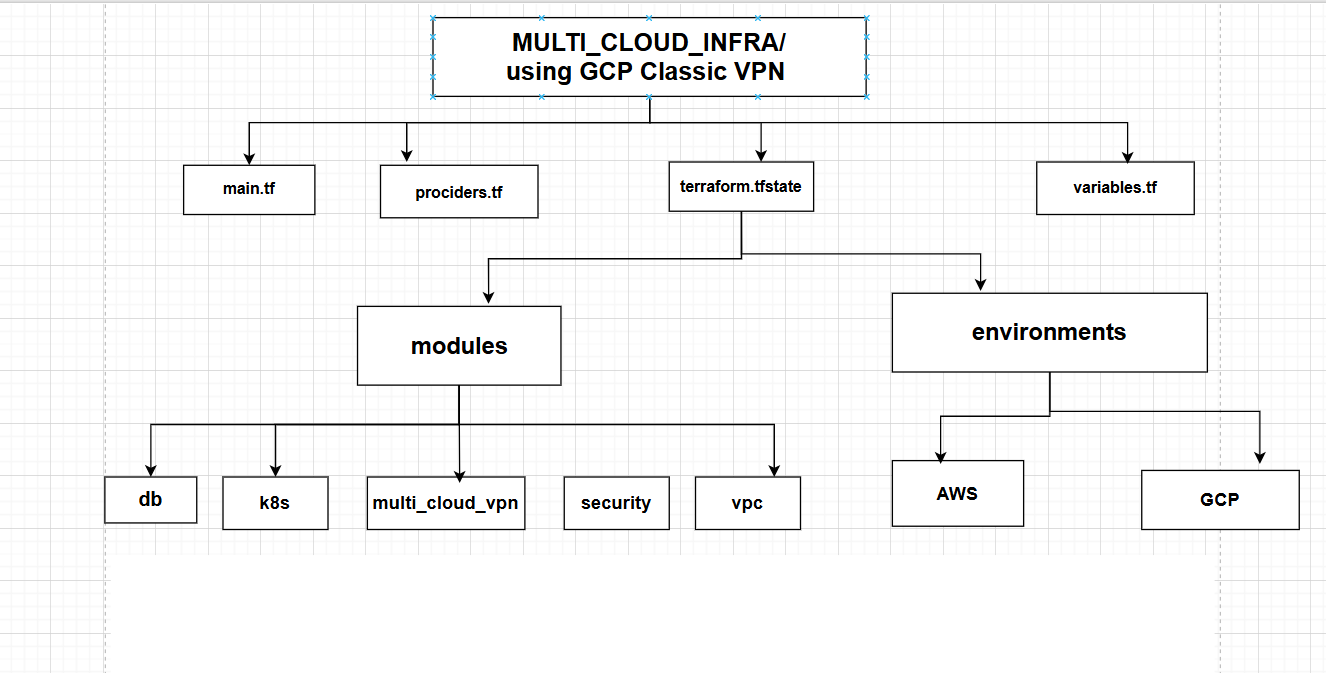 MULTI_CLOUD_INFRA/
using GCP Classic VPN
main.tf
prociders.tf
terraform.tfstate
variables.tf
modules
environments
db
k8s
multi_cloud_vpn
security
vpc
AWS
GCP